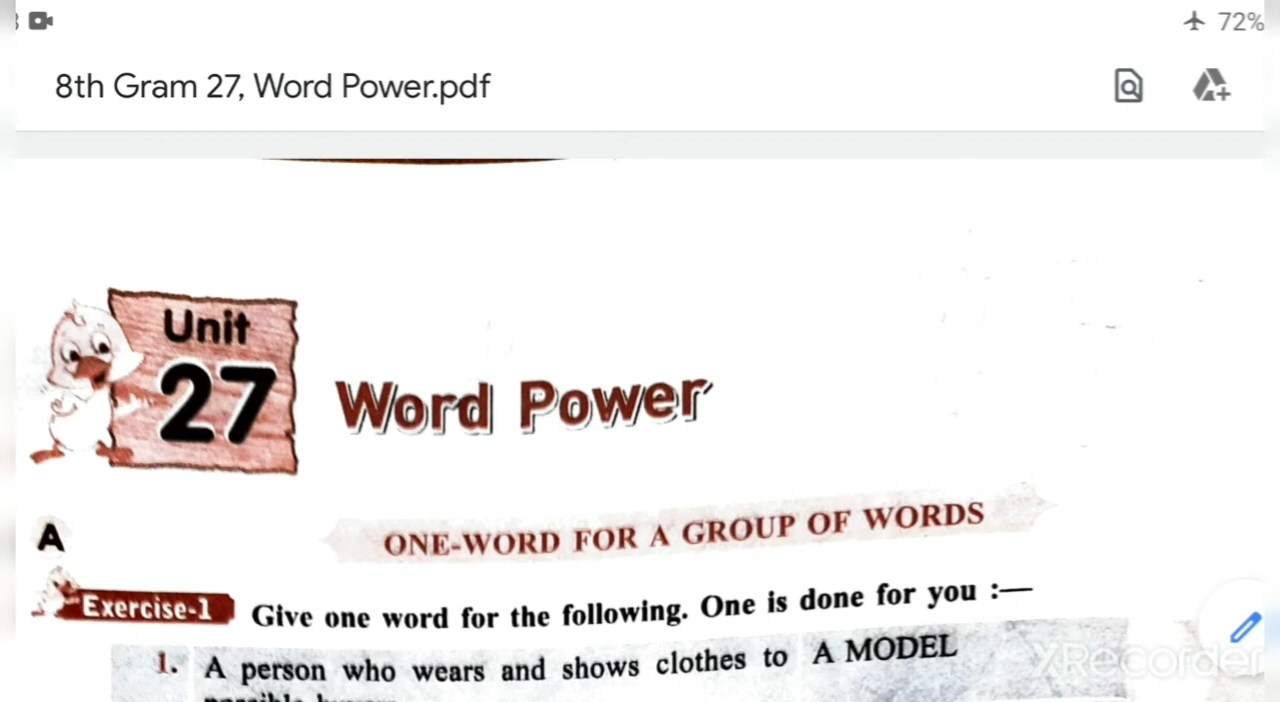 72%
8th Gram 27, Word Power.pdf
Unit
27
Word Power
A
ONE-WORD FOR A GROUP OF WORDS
Exercise-1 Give one word for the following. One is done for you :—
1. A person who wears and shows clothes to A MODEL
XRecorder